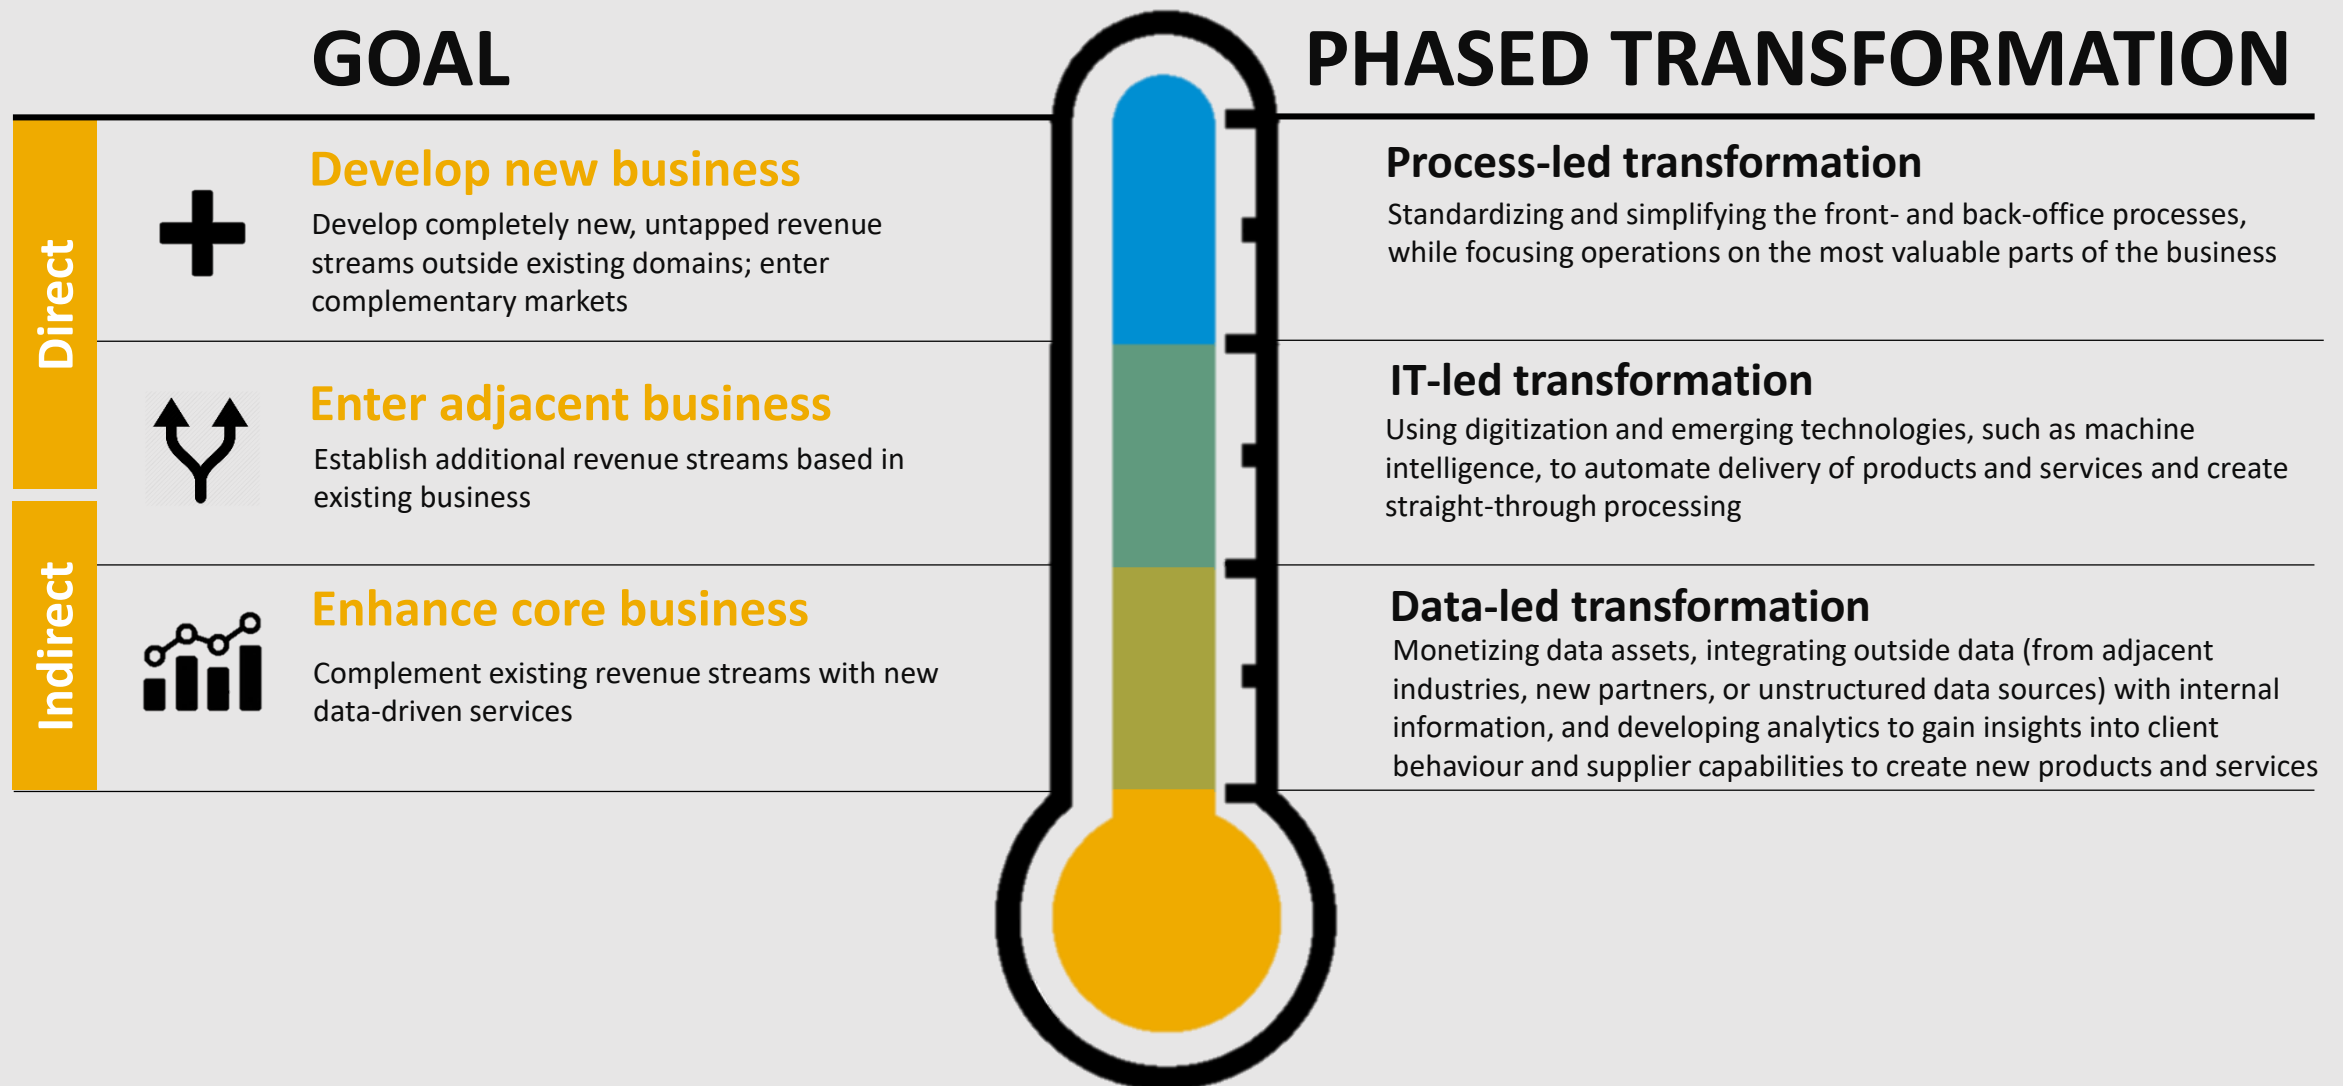 GOAL
PHASED TRANSFORMATION
Direct
Develop new business
Develop completely new, untapped revenue
streams outside existing domains; enter
complementary markets
Process-led transformation
Standardizing and simplifying the front- and back-office processes,
while focusing operations on the most valuable parts of the business
Enter adjacent business
Establish additional revenue streams based in
existing business
IT-led transformation
Using digitization and emerging technologies, such as machine
intelligence, to automate delivery of products and services and create
straight-through processing
Indirect
Enhance core business
Complement existing revenue streams with new
data-driven services
Data-led transformation
Monetizing data assets, integrating outside data (from adjacent
industries, new partners, or unstructured data sources) with internal
information, and developing analytics to gain insights into client
behaviour and supplier capabilities to create new products and services